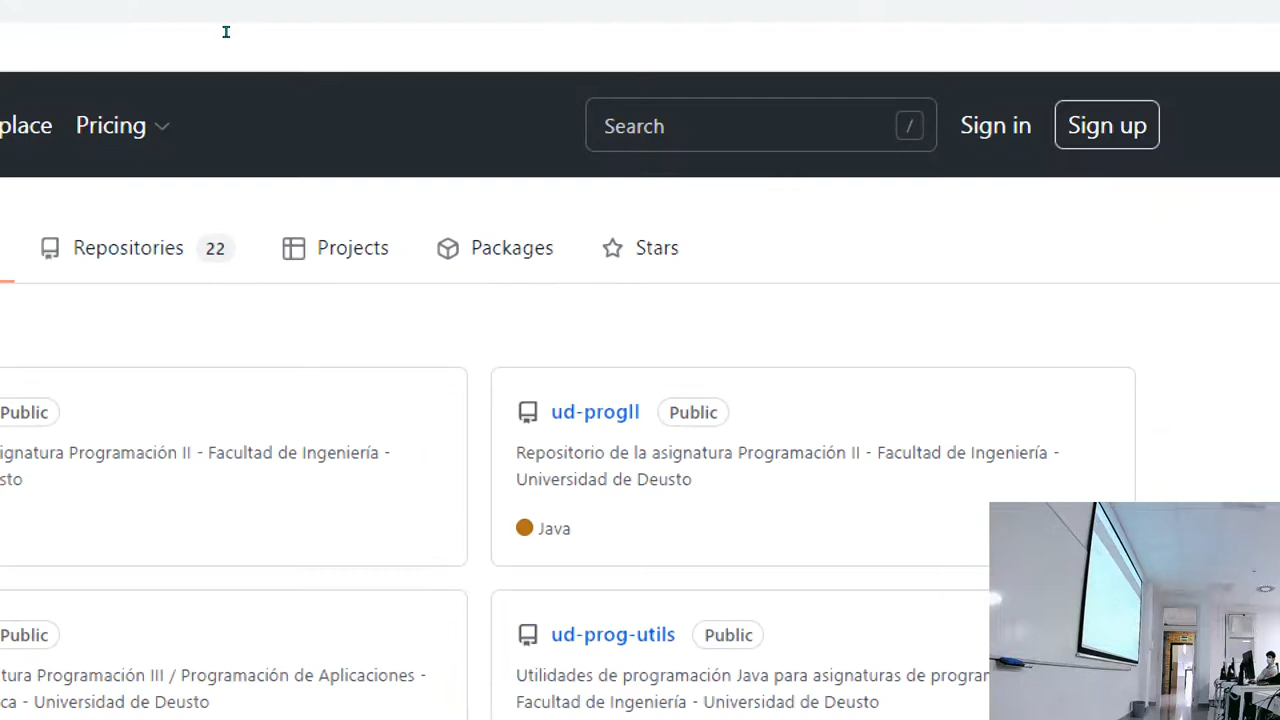 place Pricing Search / Sign in Sign up
Repositories 22 Projects Packages Stars
Public
ignatura Programación II - Facultad de Ingeniería -
sto
ud-progII Public
Repositorio de la asignatura Programación II - Facultad de Ingeniería -
Universidad de Deusto
Java
Public
tura Programación III / Programación de Aplicaciones -
ca - Universidad de Deusto
ud-prog-utils Public
Utilidades de programación Java para asignaturas de program
Facultad de Ingeniería - Universidad de Deusto